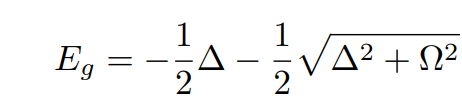 E_g = -\frac{1}{2}\Delta - \frac{1}{2}\sqrt{\Delta^2 + \Omega^2}